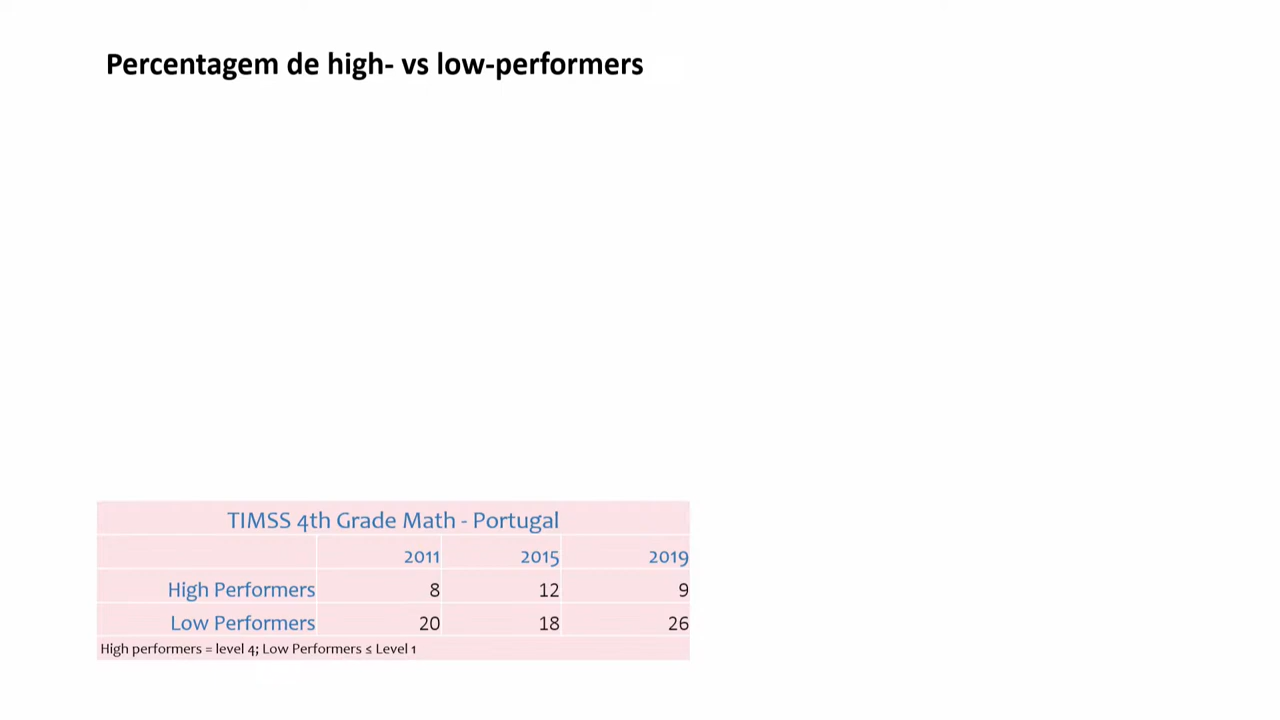 Percentagem de high- vs low-performers
TIMSS 4th Grade Math - Portugal
2011 2015 2019
High Performers 8 12 9
Low Performers 20 18 26
High performers = level 4; Low Performers ≤ Level 1